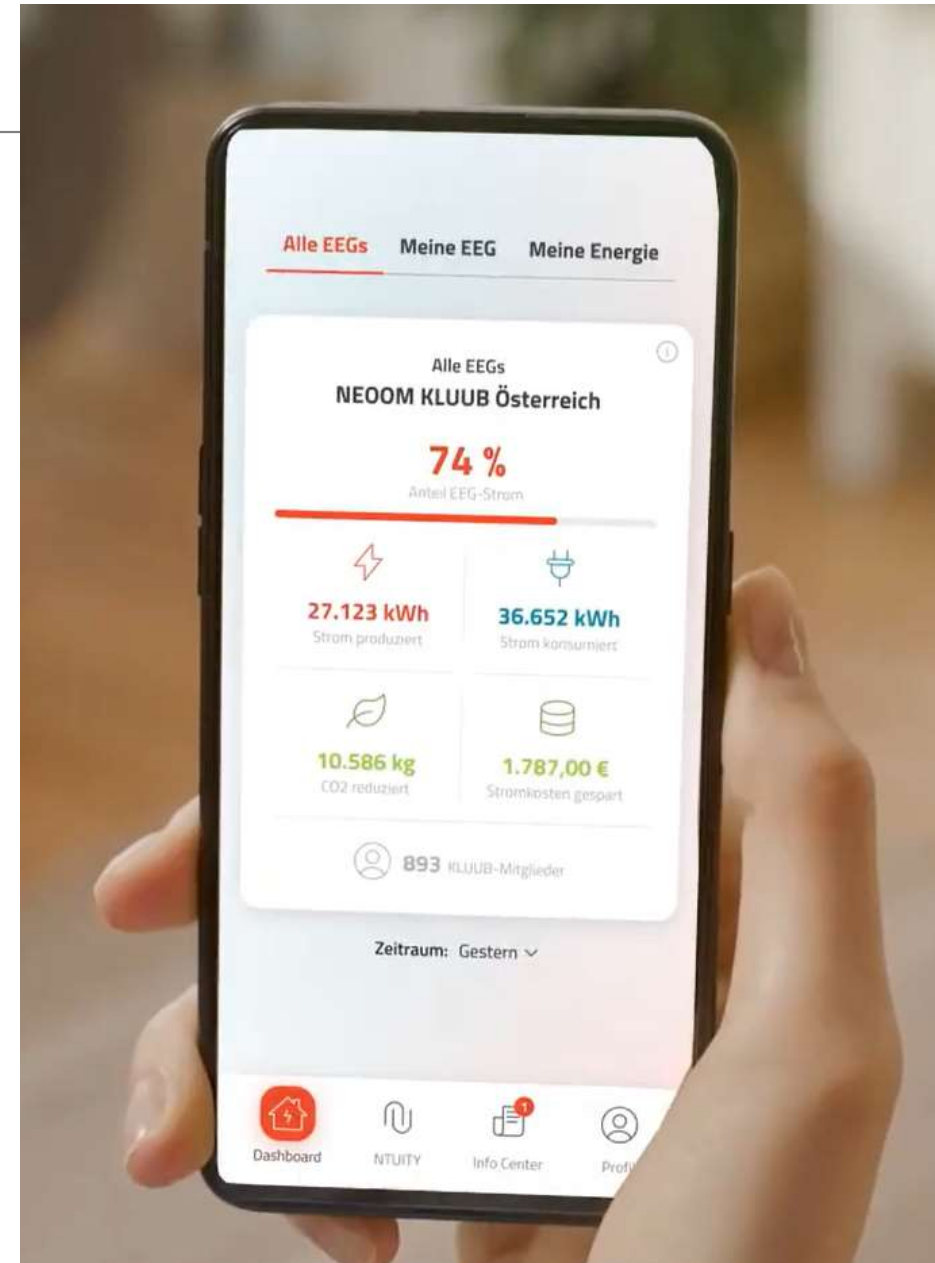 Alle EEGs Meine EEG Meine Energie
Alle EEGs
NEOOM KLUUB Österreich
74 %
Anteil EEG-Strom
27.123 kWh 36.652 kWh
Strom produziert Strom konsumiert
10.586 kg 1.787,00 €
CO2 reduziert Stromkosten gespart
893 KLUUB-Mitglieder
Zeitraum: Gestern
1
Dashboard NTUITY Info Center